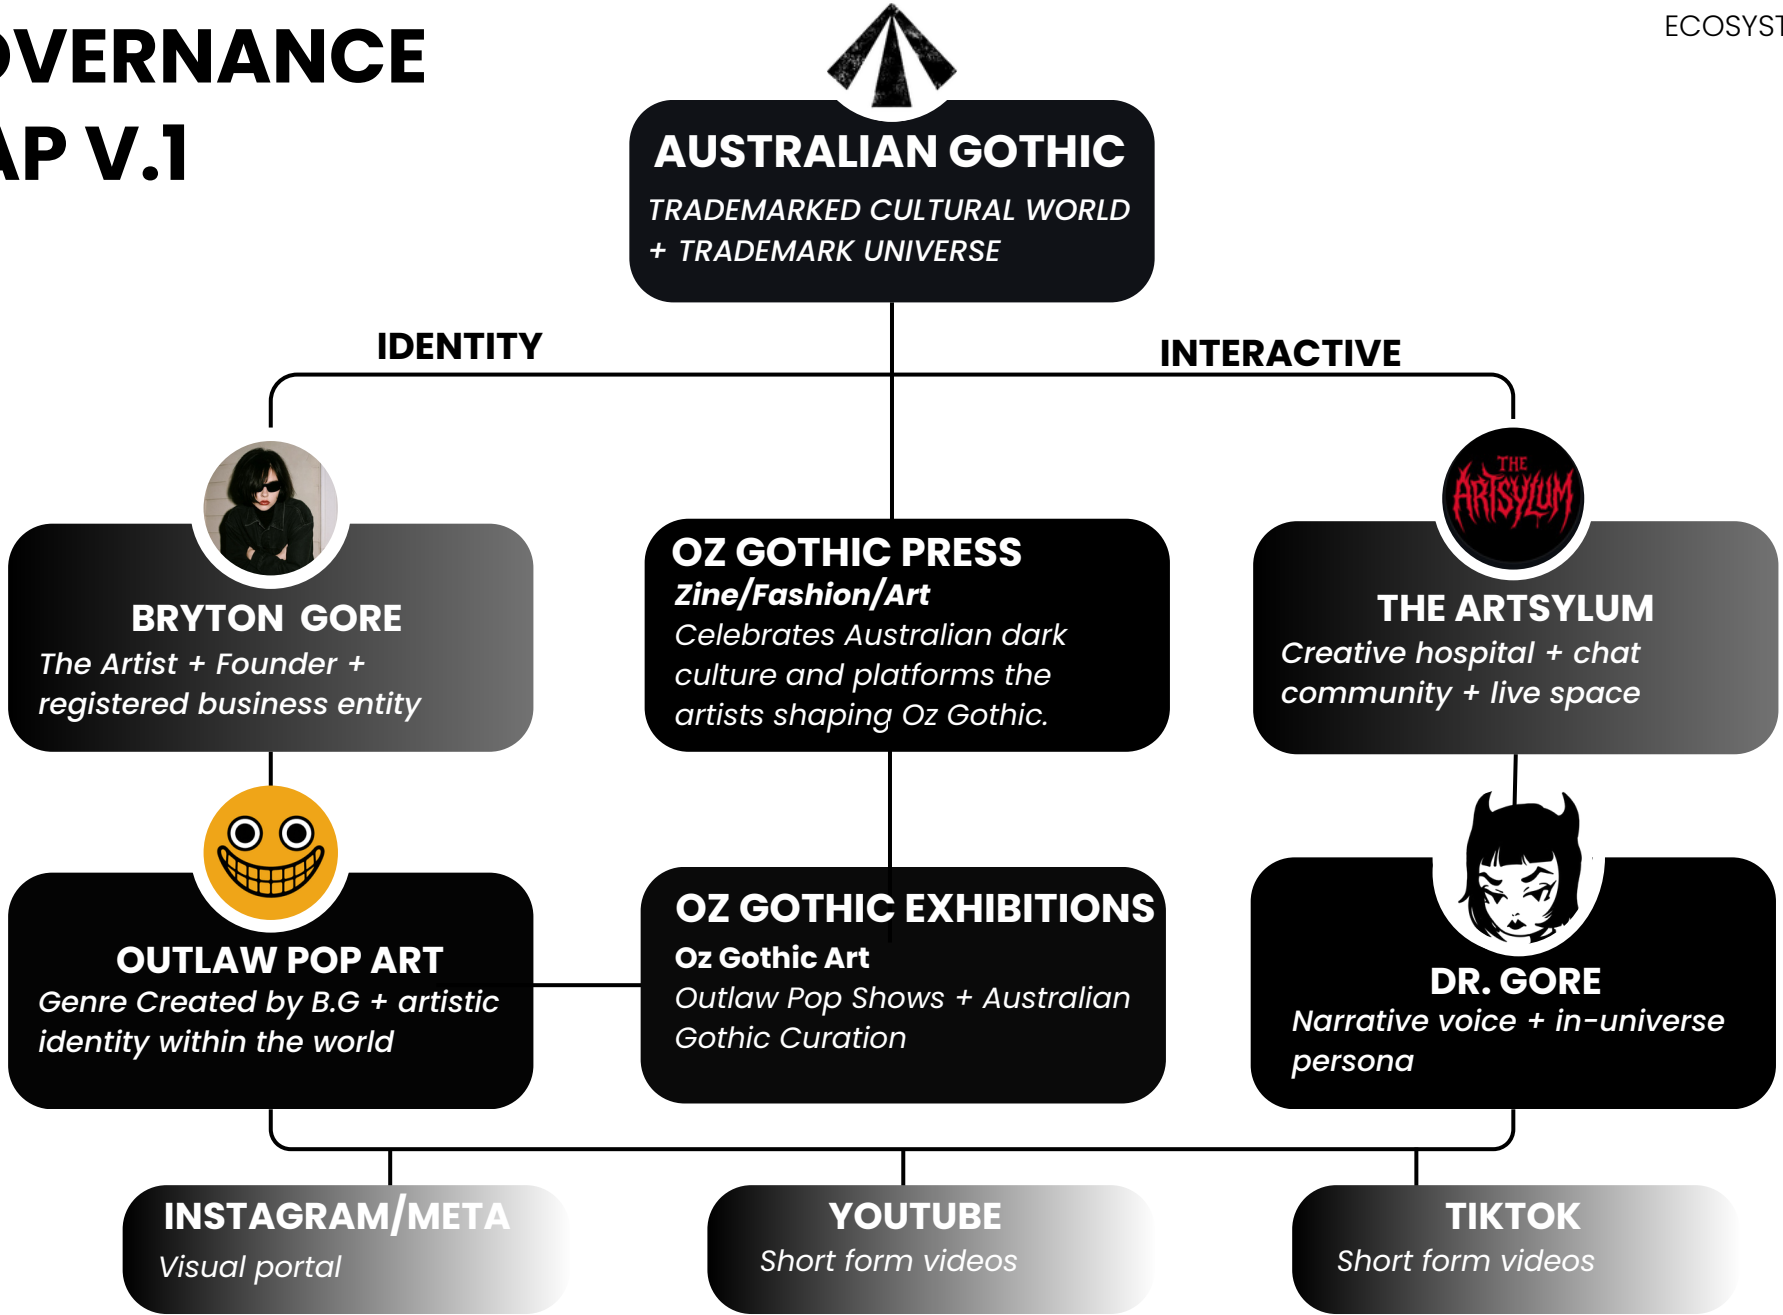 OVERNANCE
AP V.1
ECOSYST
AUSTRALIAN GOTHIC
TRADEMARKED CULTURAL WORLD
+ TRADEMARK UNIVERSE
IDENTITY
INTERACTIVE
BRYTON GORE
The Artist + Founder +
registered business entity
OZ GOTHIC PRESS
Zine/Fashion/Art
Celebrates Australian dark
culture and platforms the
artists shaping Oz Gothic.
THE
ARTSYLUM
THE ARTSYLUM
Creative hospital + chat
community + live space
OUTLAW POP ART
Genre Created by B.G + artistic
identity within the world
OZ GOTHIC EXHIBITIONS
Oz Gothic Art
Outlaw Pop Shows + Australian
Gothic Curation
DR. GORE
Narrative voice + in-universe
persona
INSTAGRAM/META
Visual portal
YOUTUBE
Short form videos
TIKTOK
Short form videos